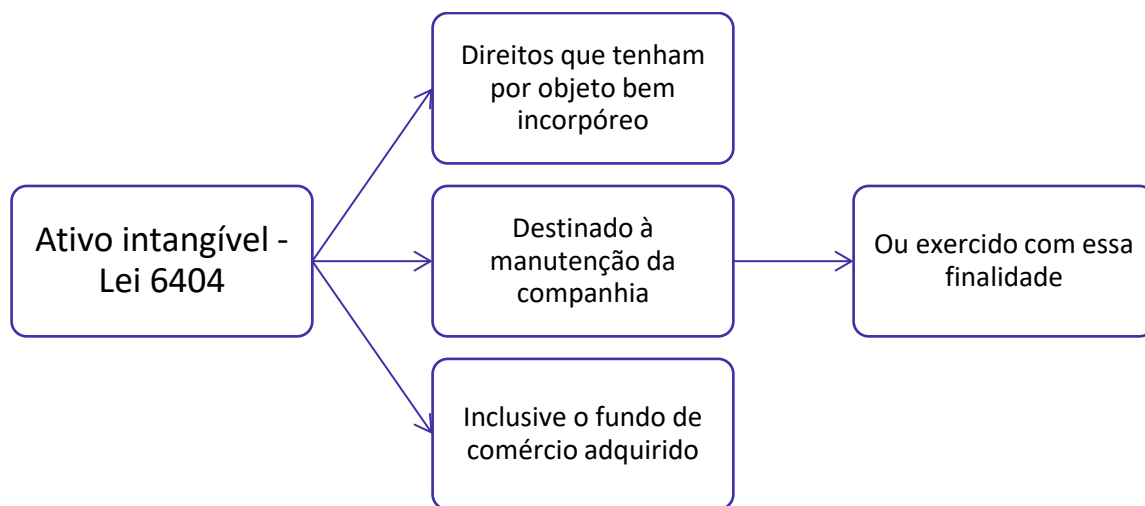 Direitos que tenham
por objeto bem
incorpóreo
Ativo intangível -
Lei 6404
Destinado à
manutenção da
companhia
Ou exercido com essa
finalidade
Inclusive o fundo de
comércio adquirido